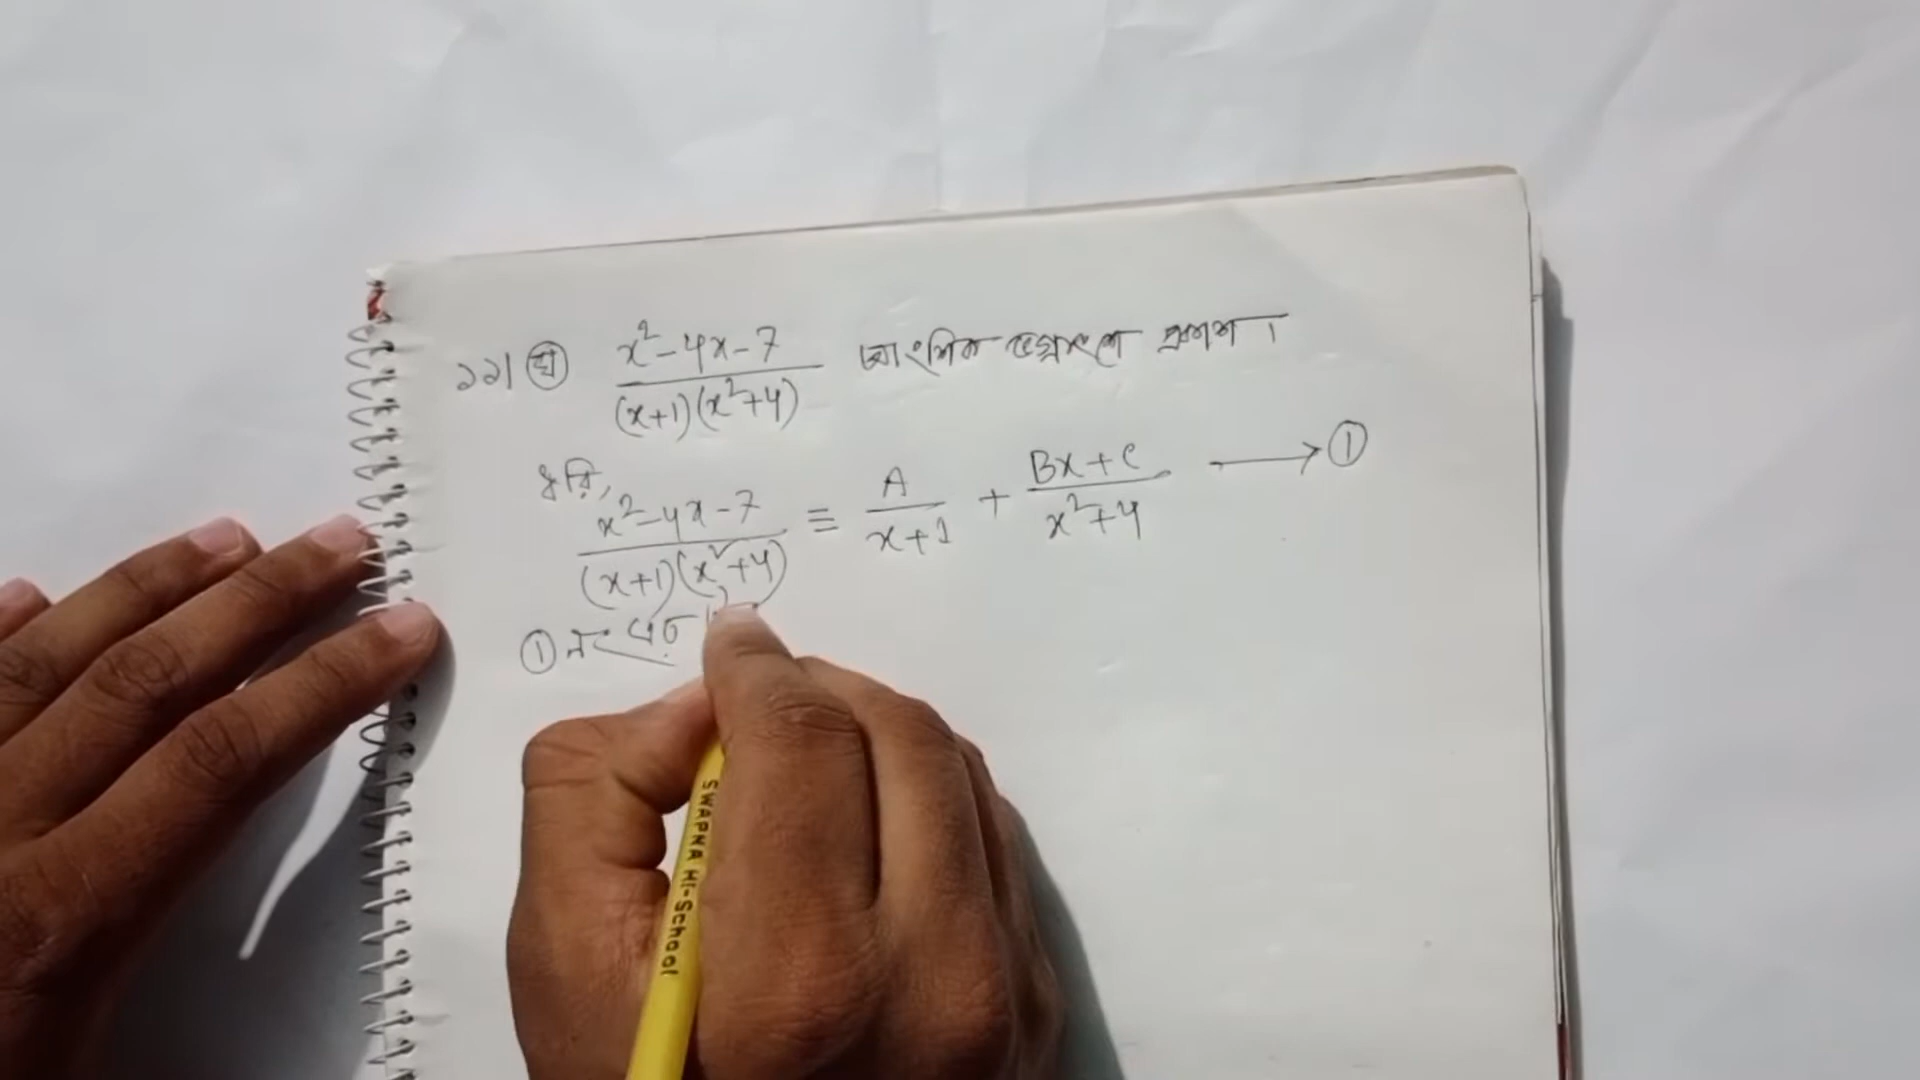 ১১। ঘ x² - 4x - 7 / (x+1)(x²+4) আংশিক ভগ্নাংশে প্রকাশ।
ধরি,
x² - 4x - 7 / (x+1)(x²+4) ≡ A / x+1 + Bx+C / x²+4 ⟶ ①
① নং এর
SWAPNA HI-School